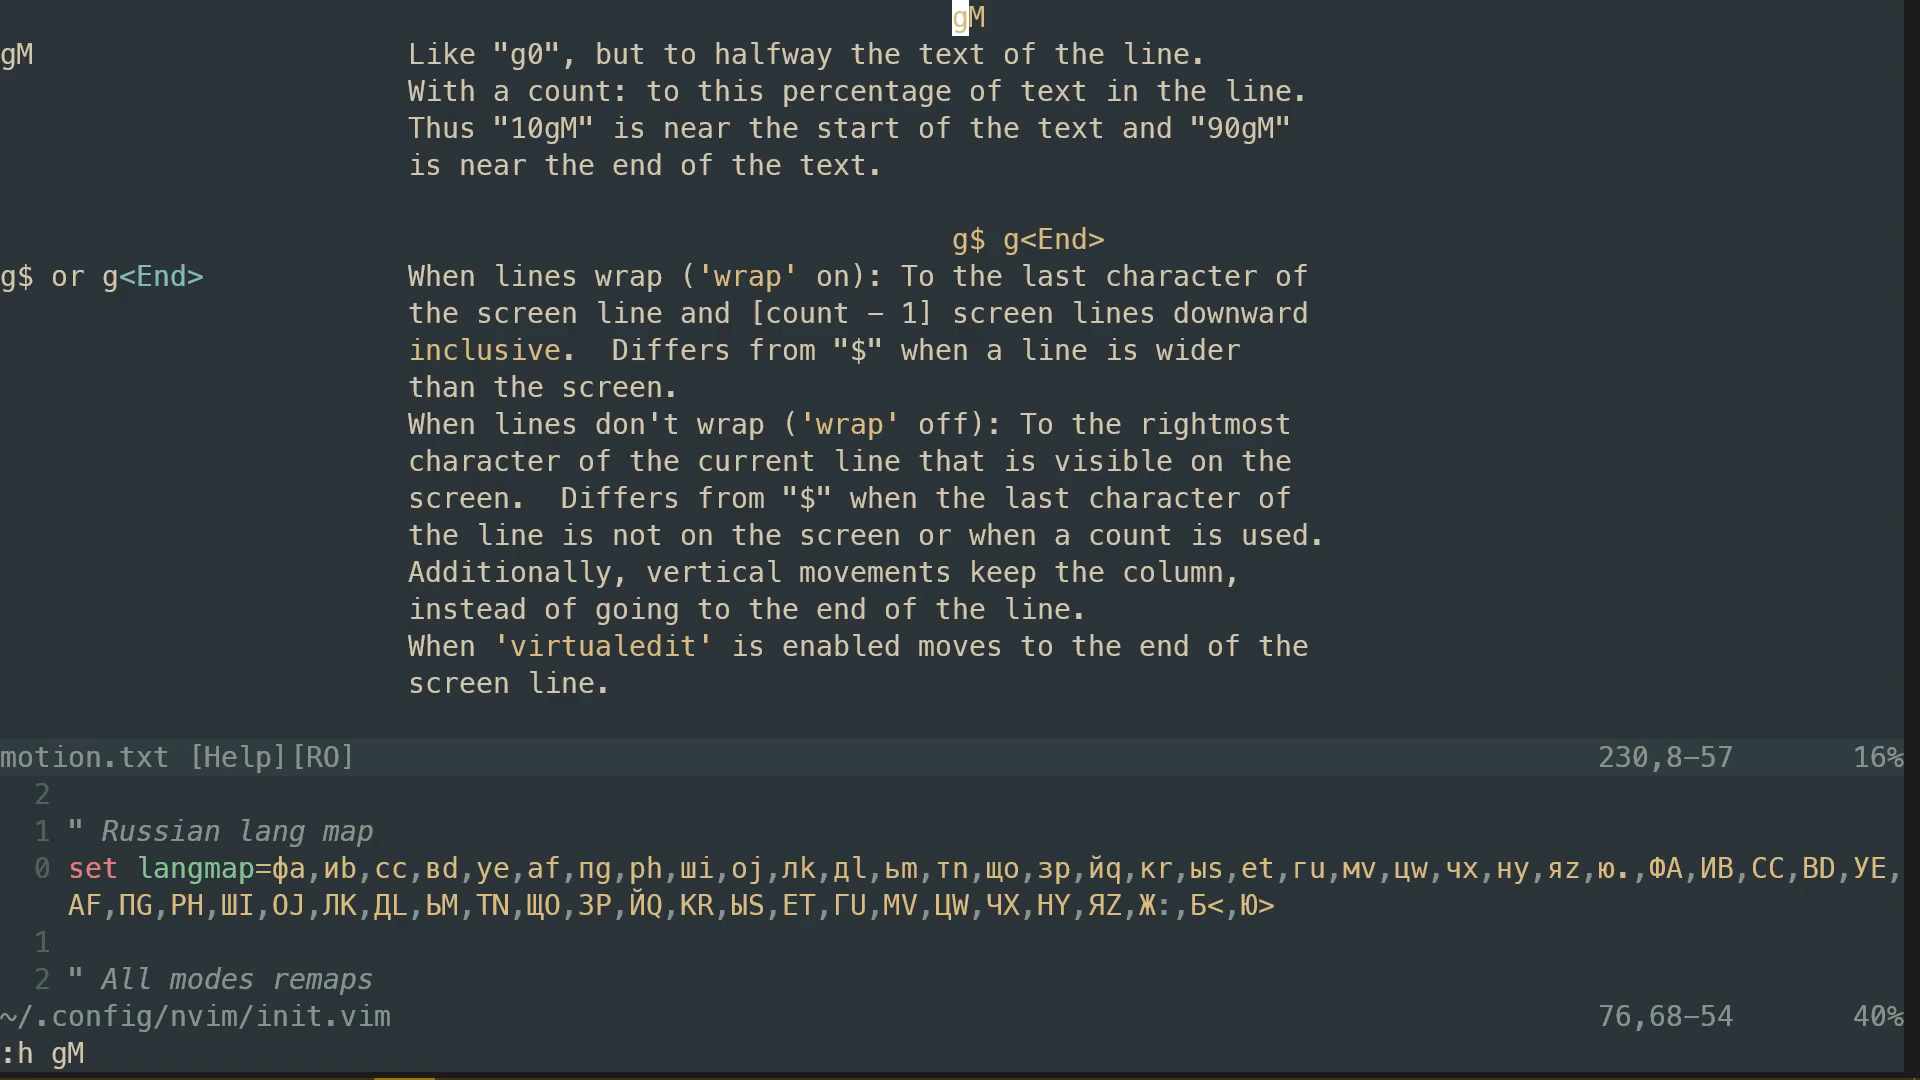 gM
gM Like "g0", but to halfway the text of the line.
With a count: to this percentage of text in the line.
Thus "10gM" is near the start of the text and "90gM"
is near the end of the text.
g$ g<End>
g$ or g<End> When lines wrap ('wrap' on): To the last character of
the screen line and [count - 1] screen lines downward
inclusive.  Differs from "$" when a line is wider
than the screen.
When lines don't wrap ('wrap' off): To the rightmost
character of the current line that is visible on the
screen.  Differs from "$" when the last character of
the line is not on the screen or when a count is used.
Additionally, vertical movements keep the column,
instead of going to the end of the line.
When 'virtualedit' is enabled moves to the end of the
screen line.
motion.txt [Help][RO] 230,8-57 16%
2
1 " Russian lang map
0 set langmap=фa,иb,сc,вd,уe,аf,пg,рh,шi,оj,лk,дl,ьm,тn,щo,зp,йq,кr,ыs,еt,гu,мv,цw,чx,нy,яz,ю.,ФA,ИB,СC,ВD,УE,
АF,ПG,РH,ШI,ОJ,ЛK,ДL,ЬM,ТN,ЩO,ЗP,ЙQ,КR,ЫS,ЕT,ГU,МV,ЦW,ЧX,НY,ЯZ,Ж:,Б<,Ю>
1
2 " All modes remaps
~/.config/nvim/init.vim 76,68-54 40%
:h gM